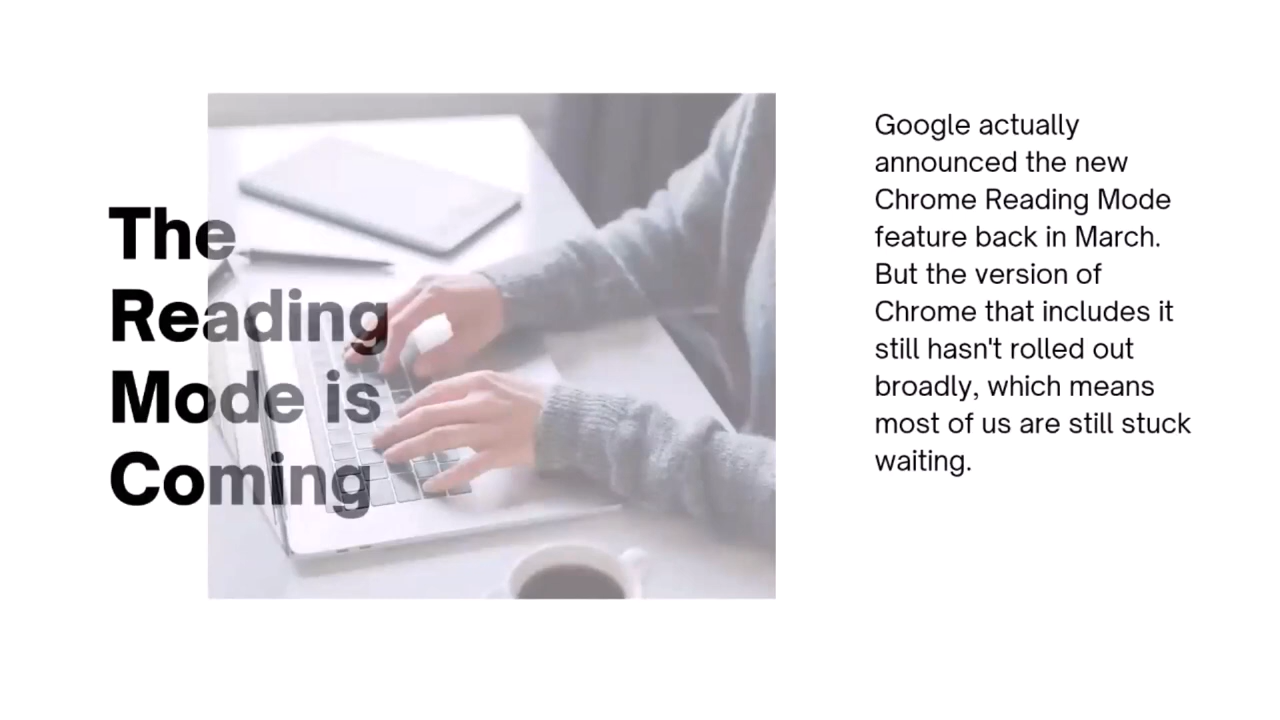 The
Reading
Mode is
Coming
Google actually
announced the new
Chrome Reading Mode
feature back in March.
But the version of
Chrome that includes it
still hasn't rolled out
broadly, which means
most of us are still stuck
waiting.